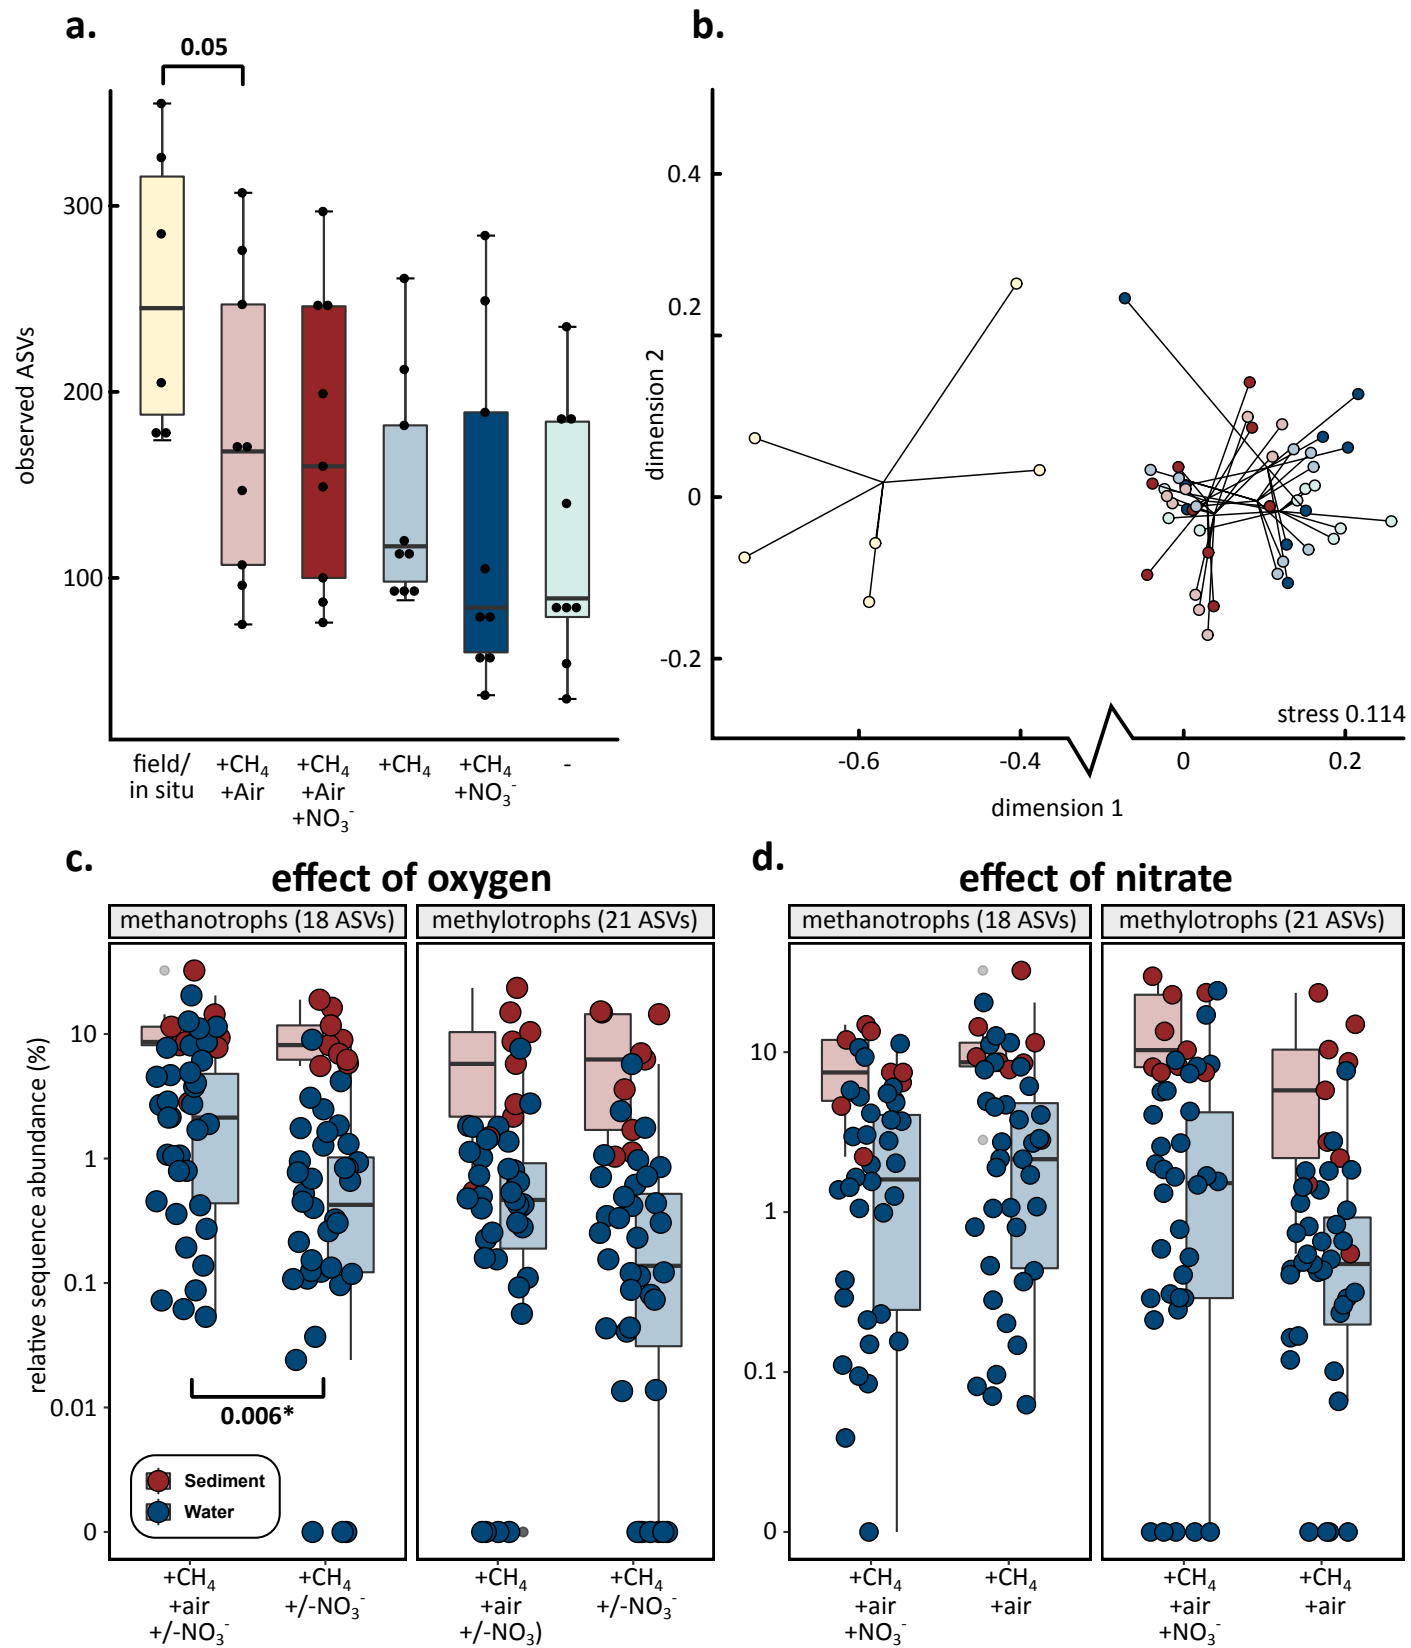 a.
0.05
observed ASVs
300
200
100
field/
in situ
+CH₄
+Air
+CH₄
+Air
+NO₃⁻
+CH₄
+CH₄
+NO₃⁻
-
b.
dimension 2
0.4
0.2
0
-0.2
stress 0.114
-0.6
-0.4
0
0.2
dimension 1
c.
effect of oxygen
methanotrophs (18 ASVs)
methylotrophs (21 ASVs)
relative sequence abundance (%)
10
1
0.1
0.01
0
0.006*
Sediment
Water
+CH₄
+air
+/-NO₃⁻
+CH₄
+/-NO₃⁻
+CH₄
+air
+/-NO₃)
+CH₄
+/-NO₃⁻
d.
effect of nitrate
methanotrophs (18 ASVs)
methylotrophs (21 ASVs)
10
1
0.1
0
+CH₄
+air
+NO₃⁻
+CH₄
+air
+CH₄
+air
+NO₃⁻
+CH₄
+air